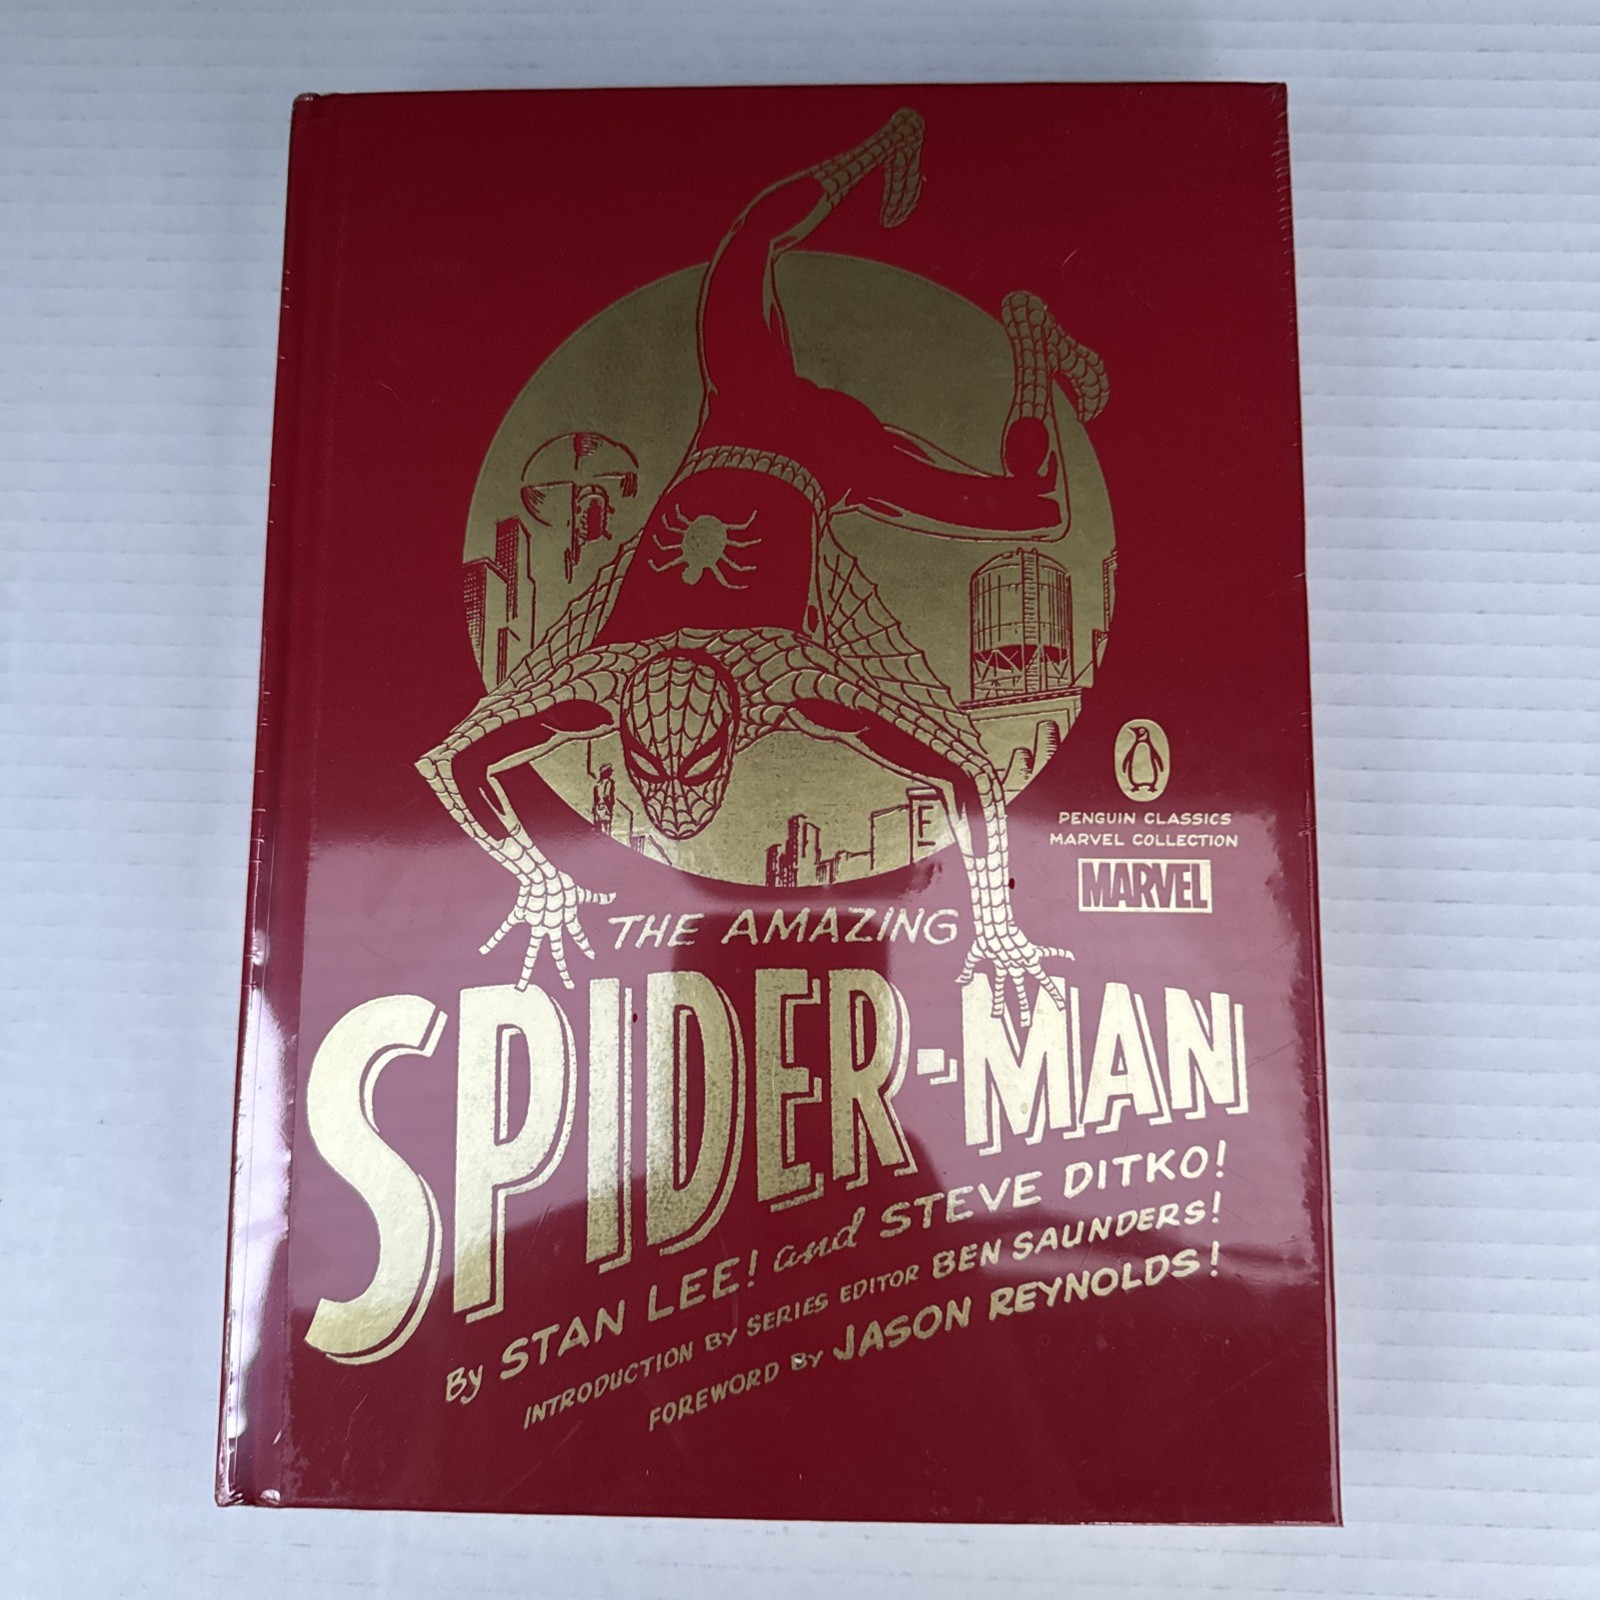 PENGUIN CLASSICS
MARVEL COLLECTION
MARVEL
THE AMAZING
SPIDER-MAN
By STAN LEE! and STEVE DITKO!
INTRODUCTION By SERIES EDITOR BEN SAUNDERS!
FOREWORD By JASON REYNOLDS!